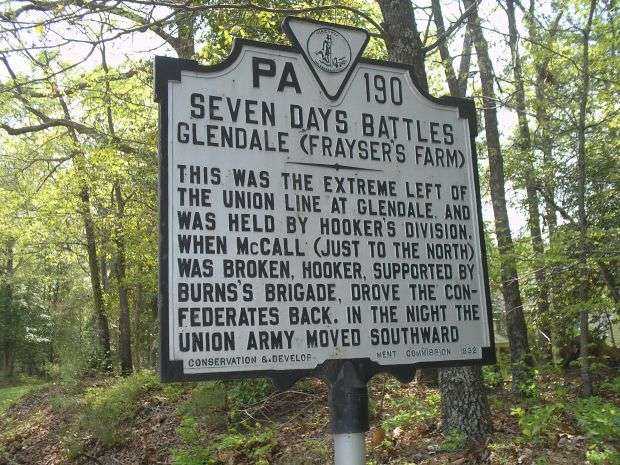 PA 190
SEVEN DAYS BATTLES
GLENDALE (FRAYSER'S FARM)
THIS WAS THE EXTREME LEFT OF
THE UNION LINE AT GLENDALE, AND
WAS HELD BY HOOKER'S DIVISION.
WHEN McCALL (JUST TO THE NORTH)
WAS BROKEN, HOOKER, SUPPORTED BY
BURNS'S BRIGADE, DROVE THE CON-
FEDERATES BACK. IN THE NIGHT THE
UNION ARMY MOVED SOUTHWARD
CONSERVATION & DEVELOP- MENT COMMISSION